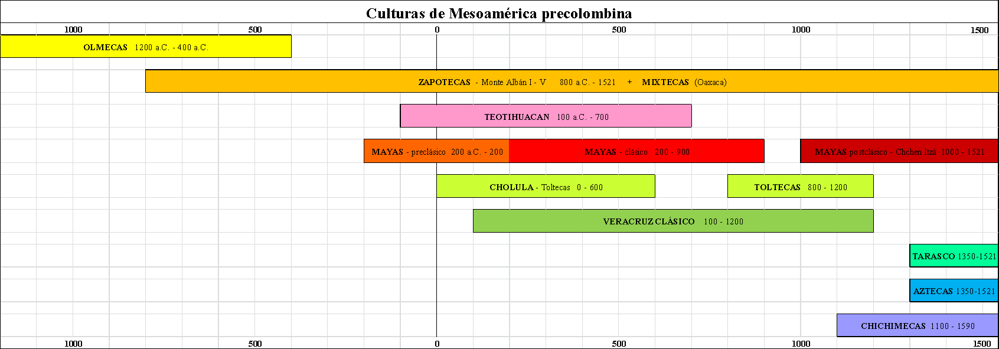 Culturas de Mesoamérica precolombina
1000 500 0 500 1000 1500
OLMECAS 1200 a.C. - 400 a.C.
ZAPOTECAS - Monte Albán I - V 800 a.C. - 1521 + MIXTECAS (Oaxaca)
TEOTIHUACAN 100 a.C. - 700
MAYAS - preclásico 200 a.C. - 200 MAYAS - clásico 200 - 900 MAYAS postclásico - Chchen Itza 1000 - 1521
CHOLULA - Toltecas 0 - 600 TOLTECAS 800 - 1200
VERACRUZ CLÁSICO 100 - 1200
TARASCO 1350-1521
AZTECAS 1350-1521
CHICHIMECAS 1100 - 1590
1000 500 0 500 1000 1500